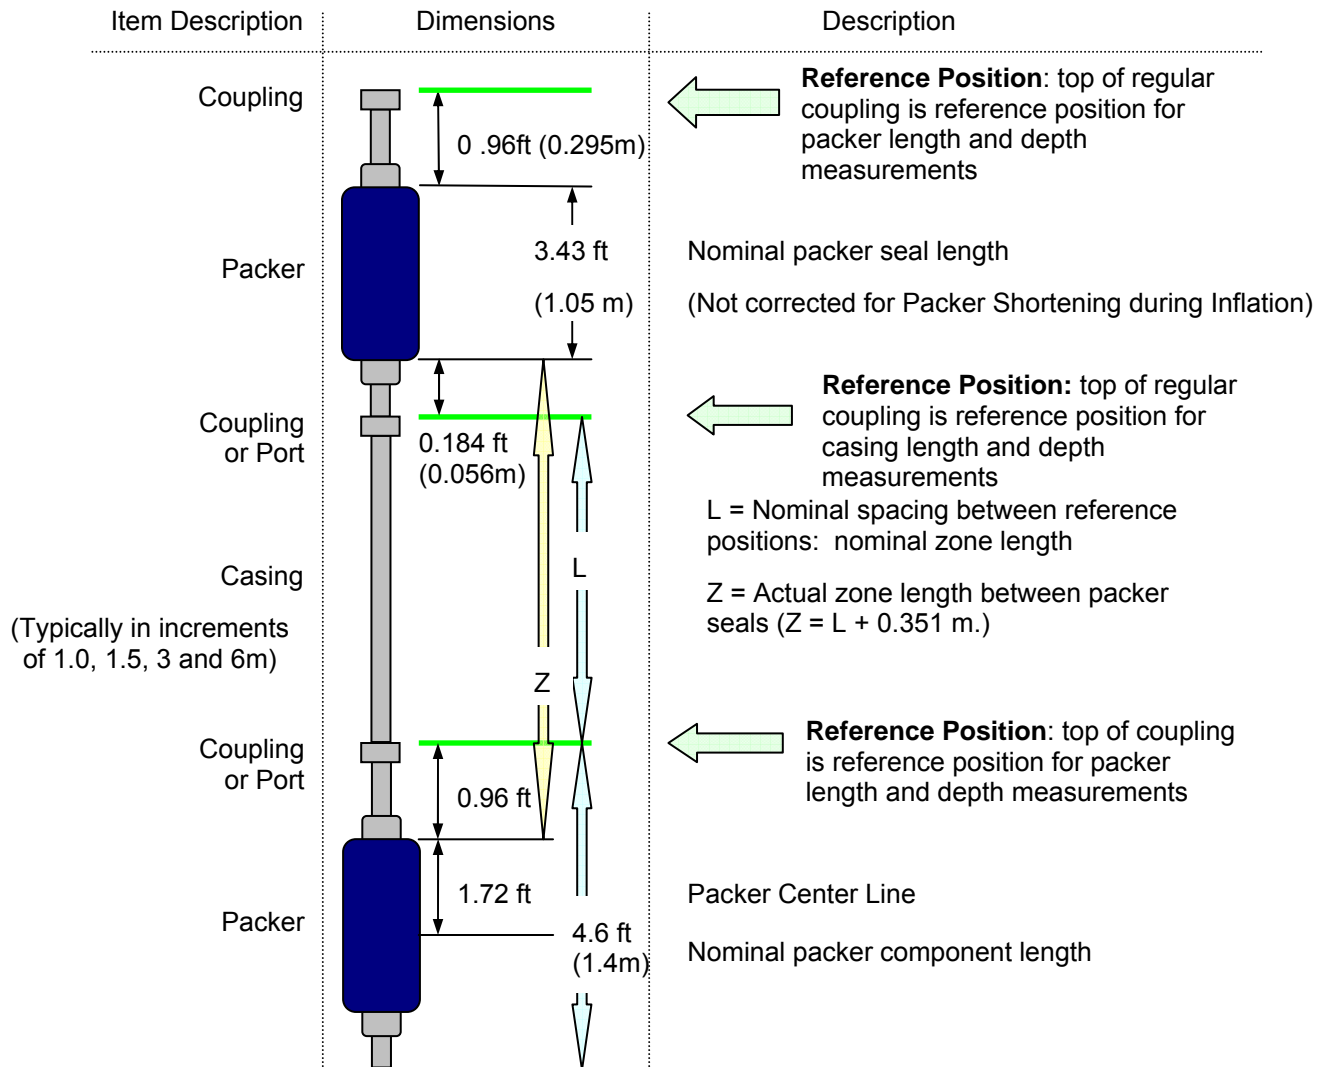 Item Description
Dimensions
Description
Coupling
0 .96ft (0.295m)
Reference Position: top of regular
coupling is reference position for
packer length and depth
measurements
Packer
3.43 ft
(1.05 m)
Nominal packer seal length
(Not corrected for Packer Shortening during Inflation)
Coupling
or Port
0.184 ft
(0.056m)
Reference Position: top of regular
coupling is reference position for
casing length and depth
measurements
L = Nominal spacing between reference
positions: nominal zone length
Casing
(Typically in increments
of 1.0, 1.5, 3 and 6m)
L
Z
Z = Actual zone length between packer
seals (Z = L + 0.351 m.)
Coupling
or Port
0.96 ft
Reference Position: top of coupling
is reference position for packer
length and depth measurements
Packer
1.72 ft
4.6 ft
(1.4m)
Packer Center Line
Nominal packer component length